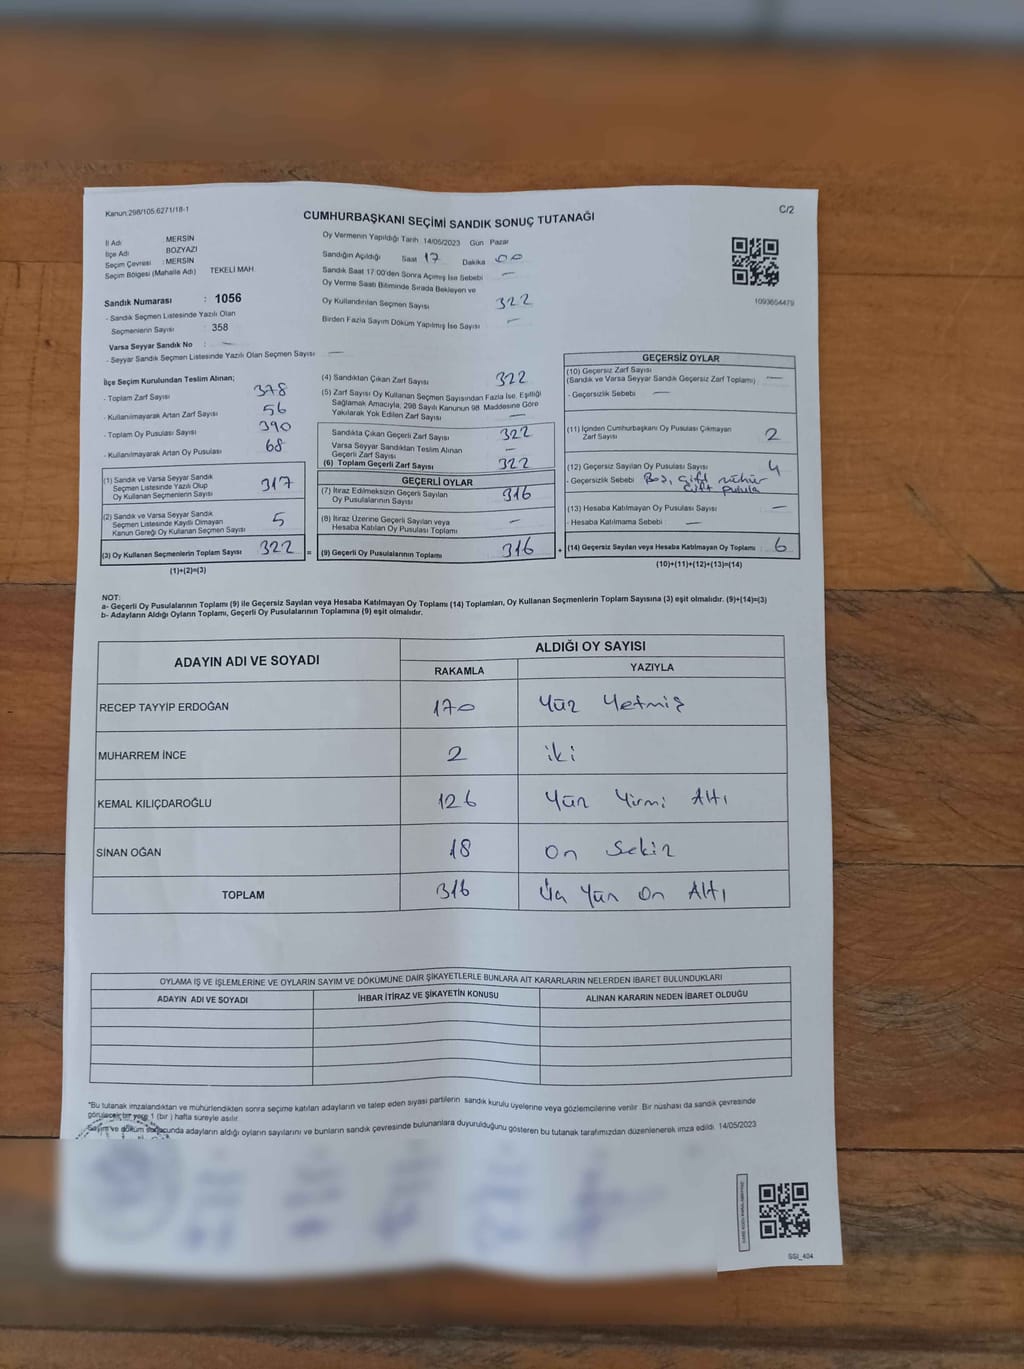 Kanun:298/105.6271/18-1
C/2
CUMHURBAŞKANI SEÇİMİ SANDIK SONUÇ TUTANAĞI
İl Adı : MERSİN
İlçe Adı : BOZYAZI
Seçim Çevresi : MERSİN
Seçim Bölgesi (Mahalle Adı) TEKELİ MAH.
Sandık Numarası : 1056
- Sandık Seçmen Listesinde Yazılı Olan
Seçmenlerin Sayısı : 358
Varsa Seyyar Sandık No : -
- Seyyar Sandık Seçmen Listesinde Yazılı Olan Seçmen Sayısı: —
Oy Vermenin Yapıldığı Tarih 14/05/2023 Gün Pazar
Sandığın Açıldığı Saat 17 Dakika 00
Sandık Saat 17:00'den Sonra Açılmış İse Sebebi —
Oy Verme Saati Bitiminde Sırada Bekleyen ve
Oy Kullandırılan Seçmen Sayısı 322
Birden Fazla Sayım Döküm Yapılmış İse Sayısı —
1093654479
İlçe Seçim Kurulundan Teslim Alınan;
- Toplam Zarf Sayısı 378
- Kullanılmayarak Artan Zarf Sayısı 56
- Toplam Oy Pusulası Sayısı 390
- Kullanılmayarak Artan Oy Pusulası 68
(1) Sandık ve Varsa Seyyar Sandık
Seçmen Listesinde Yazılı Olup
Oy Kullanan Seçmenlerin Sayısı 317
(2) Sandık ve Varsa Seyyar Sandık
Seçmen Listesinde Kayıtlı Olmayan
Kanun Gereği Oy Kullanan Seçmen Sayısı 5
(3) Oy Kullanan Seçmenlerin Toplam Sayısı 322 =
(1)+(2)=(3)
(4) Sandıktan Çıkan Zarf Sayısı 322
(5) Zarf Sayısı Oy Kullanan Seçmen Sayısından Fazla İse, Eşitliği
Sağlamak Amacıyla, 298 Sayılı Kanunun 98. Maddesine Göre
Yakılarak Yok Edilen Zarf Sayısı —
Sandıkta Çıkan Geçerli Zarf Sayısı 322
Varsa Seyyar Sandıktan Teslim Alınan
Geçerli Zarf Sayısı —
(6) Toplam Geçerli Zarf Sayısı 322
GEÇERLİ OYLAR
(7) İtiraz Edilmeksizin Geçerli Sayılan
Oy Pusulalarının Sayısı 316
(8) İtiraz Üzerine Geçerli Sayılan veya
Hesaba Katılan Oy Pusulası Toplamı —
(9) Geçerli Oy Pusulalarının Toplamı 316 +
GEÇERSİZ OYLAR
(10) Geçersiz Zarf Sayısı
(Sandık ve Varsa Seyyar Sandık Geçersiz Zarf Toplamı) —
- Geçersizlik Sebebi —
(11) İçinden Cumhurbaşkanı Oy Pusulası Çıkmayan
Zarf Sayısı 2
(12) Geçersiz Sayılan Oy Pusulası Sayısı 4
- Geçersizlik Sebebi Boş, çift mühür
çift pusula
(13) Hesaba Katılmayan Oy Pusulası Sayısı —
- Hesaba Katılmama Sebebi —
(14) Geçersiz Sayılan veya Hesaba Katılmayan Oy Toplamı 6
(10)+(11)+(12)+(13)=(14)
NOT:
a- Geçerli Oy Pusulalarının Toplamı (9) ile Geçersiz Sayılan veya Hesaba Katılmayan Oy Toplamı (14) Toplamları, Oy Kullanan Seçmenlerin Toplam Sayısına (3) eşit olmalıdır. (9)+(14)=(3)
b- Adayların Aldığı Oyların Toplamı, Geçerli Oy Pusulalarının Toplamına (9) eşit olmalıdır.
ADAYIN ADI VE SOYADI ALDIĞI OY SAYISI
RAKAMLA YAZIYLA
RECEP TAYYİP ERDOĞAN 170 Yüz Yetmiş
MUHARREM İNCE 2 iki
KEMAL KILIÇDAROĞLU 126 Yüz Yirmi Altı
SİNAN OĞAN 18 On Sekiz
TOPLAM 316 Üç Yüz On Altı
OYLAMA İŞ VE İŞLEMLERİNE VE OYLARIN SAYIM VE DÖKÜMÜNE DAİR ŞİKAYETLERLE BUNLARA AİT KARARLARIN NELERDEN İBARET BULUNDUKLARI
ADAYIN ADI VE SOYADI İHBAR İTİRAZ VE ŞİKAYETİN KONUSU ALINAN KARARIN NEDEN İBARET OLDUĞU
*Bu tutanak imzalandıktan ve mühürlendikten sonra seçime katılan adayların ve talep eden siyasi partilerin sandık kurulu üyelerine veya gözlemcilerine verilir. Bir nüshası da sandık çevresinde
görülecek bir yere 1 (bir) hafta süreyle asılır.
Sayım ve döküm sonucunda adayların aldığı oyların sayılarını ve bunların sandık çevresinde bulunanlara duyurulduğunu gösteren bu tutanak tarafımızdan düzenlenerek imza edildi. 14/05/2023
SSİ_404